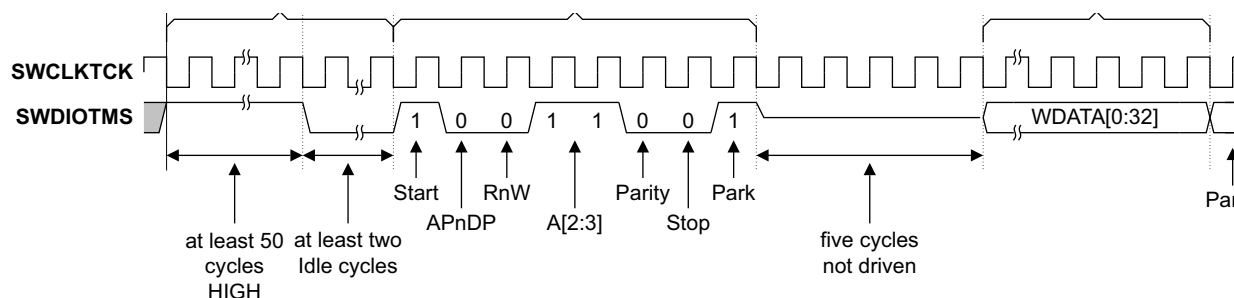 SWCLKTCK
SWDIOTMS
1 0 0 1 1 0 0 1
WDATA[0:32]
Start
RnW
Parity
Park
APnDP
A[2:3]
Stop
at least 50
cycles
HIGH
at least two
Idle cycles
five cycles
not driven